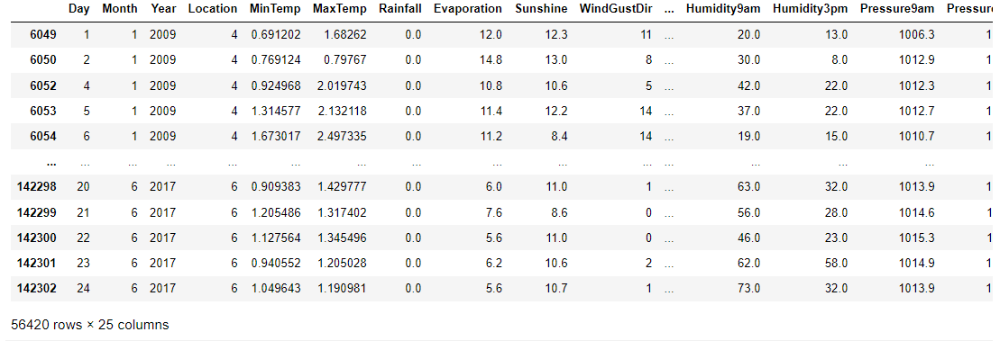 Day Month Year Location MinTemp MaxTemp Rainfall Evaporation Sunshine WindGustDir ... Humidity9am Humidity3pm Pressure9am Pressure
6049 1 1 2009 4 0.691202 1.68262 0.0 12.0 12.3 11 ... 20.0 13.0 1006.3 1
6050 2 1 2009 4 0.769124 0.79767 0.0 14.8 13.0 8 ... 30.0 8.0 1012.9 1
6052 4 1 2009 4 0.924968 2.019743 0.0 10.8 10.6 5 ... 42.0 22.0 1012.3 1
6053 5 1 2009 4 1.314577 2.132118 0.0 11.4 12.2 14 ... 37.0 22.0 1012.7 1
6054 6 1 2009 4 1.673017 2.497335 0.0 11.2 8.4 14 ... 19.0 15.0 1010.7 1
... ... ... ... ... ... ... ... ... ... ... ... ... ...
142298 20 6 2017 6 0.909383 1.429777 0.0 6.0 11.0 1 ... 63.0 32.0 1013.9 1
142299 21 6 2017 6 1.205486 1.317402 0.0 7.6 8.6 0 ... 56.0 28.0 1014.6 1
142300 22 6 2017 6 1.127564 1.345496 0.0 5.6 11.0 0 ... 46.0 23.0 1015.3 1
142301 23 6 2017 6 0.940552 1.205028 0.0 6.2 10.6 2 ... 62.0 58.0 1014.9 1
142302 24 6 2017 6 1.049643 1.190981 0.0 5.6 10.7 1 ... 73.0 32.0 1013.9 1
56420 rows × 25 columns